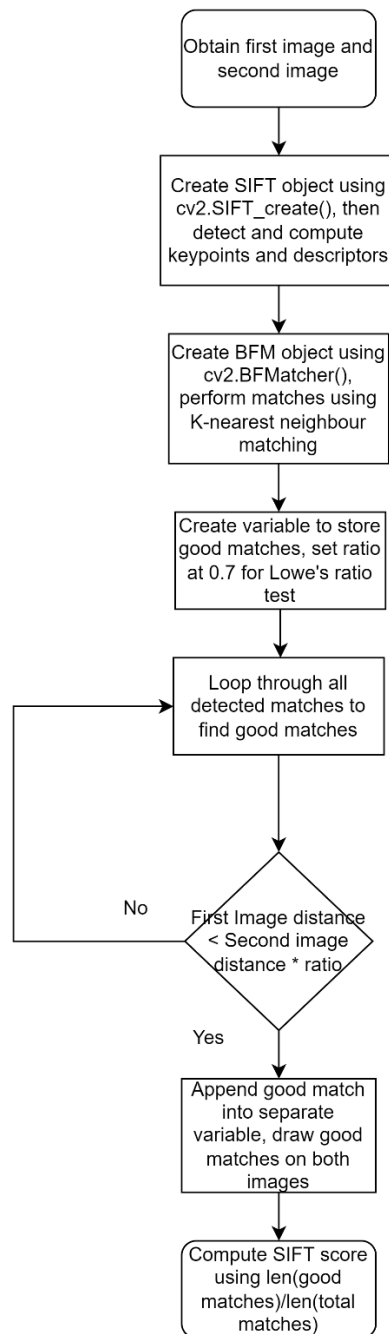 Obtain first image and
second image
Create SIFT object using
cv2.SIFT_create(), then
detect and compute
keypoints and descriptors
Create BFM object using
cv2.BFMatcher(),
perform matches using
K-nearest neighbour
matching
Create variable to store
good matches, set ratio
at 0.7 for Lowe's ratio
test
Loop through all
detected matches to
find good matches
No
First Image distance
< Second image
distance * ratio
Yes
Append good match
into separate
variable, draw good
matches on both
images
Compute SIFT score
using len(good
matches)/len(total
matches)